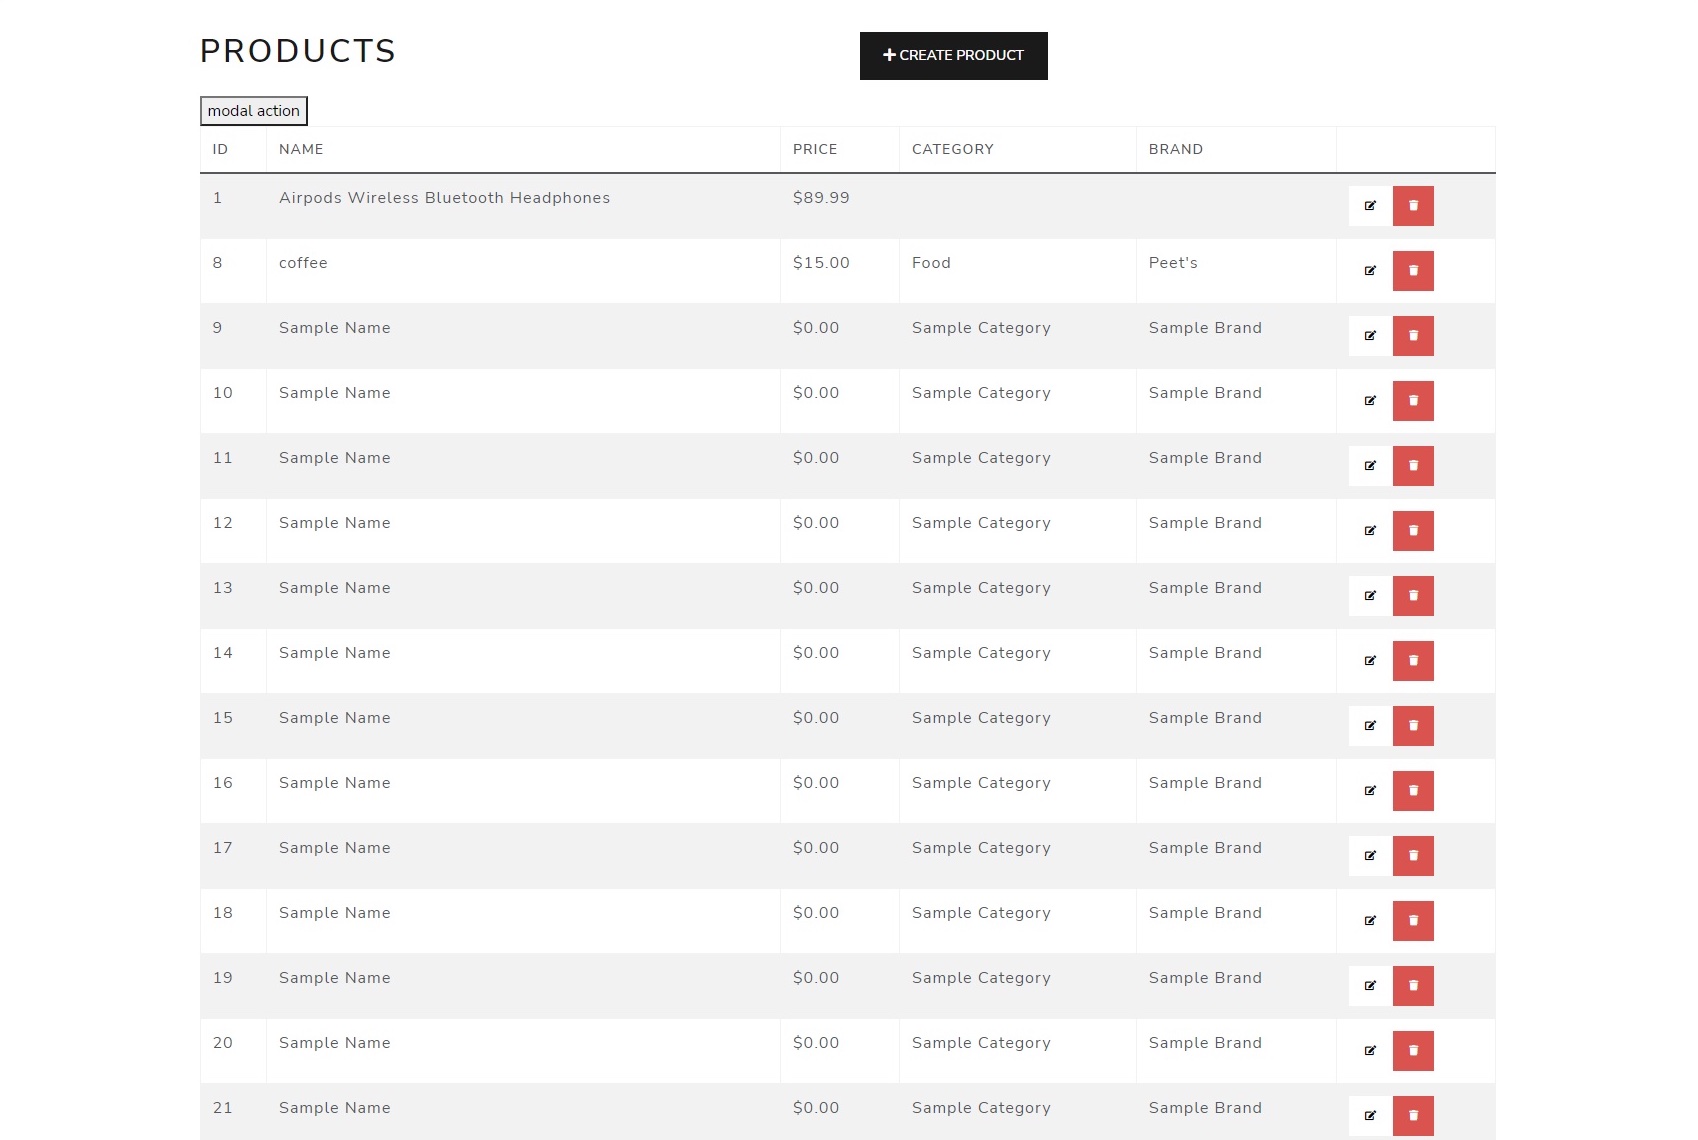 PRODUCTS
CREATE PRODUCT
modal action
ID NAME PRICE CATEGORY BRAND
1 Airpods Wireless Bluetooth Headphones $89.99
8 coffee $15.00 Food Peet's
9 Sample Name $0.00 Sample Category Sample Brand
10 Sample Name $0.00 Sample Category Sample Brand
11 Sample Name $0.00 Sample Category Sample Brand
12 Sample Name $0.00 Sample Category Sample Brand
13 Sample Name $0.00 Sample Category Sample Brand
14 Sample Name $0.00 Sample Category Sample Brand
15 Sample Name $0.00 Sample Category Sample Brand
16 Sample Name $0.00 Sample Category Sample Brand
17 Sample Name $0.00 Sample Category Sample Brand
18 Sample Name $0.00 Sample Category Sample Brand
19 Sample Name $0.00 Sample Category Sample Brand
20 Sample Name $0.00 Sample Category Sample Brand
21 Sample Name $0.00 Sample Category Sample Brand